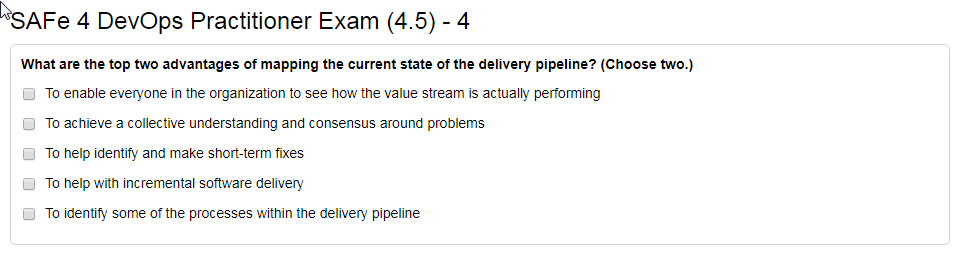 SAFe 4 DevOps Practitioner Exam (4.5) - 4
What are the top two advantages of mapping the current state of the delivery pipeline? (Choose two.)
To enable everyone in the organization to see how the value stream is actually performing
To achieve a collective understanding and consensus around problems
To help identify and make short-term fixes
To help with incremental software delivery
To identify some of the processes within the delivery pipeline